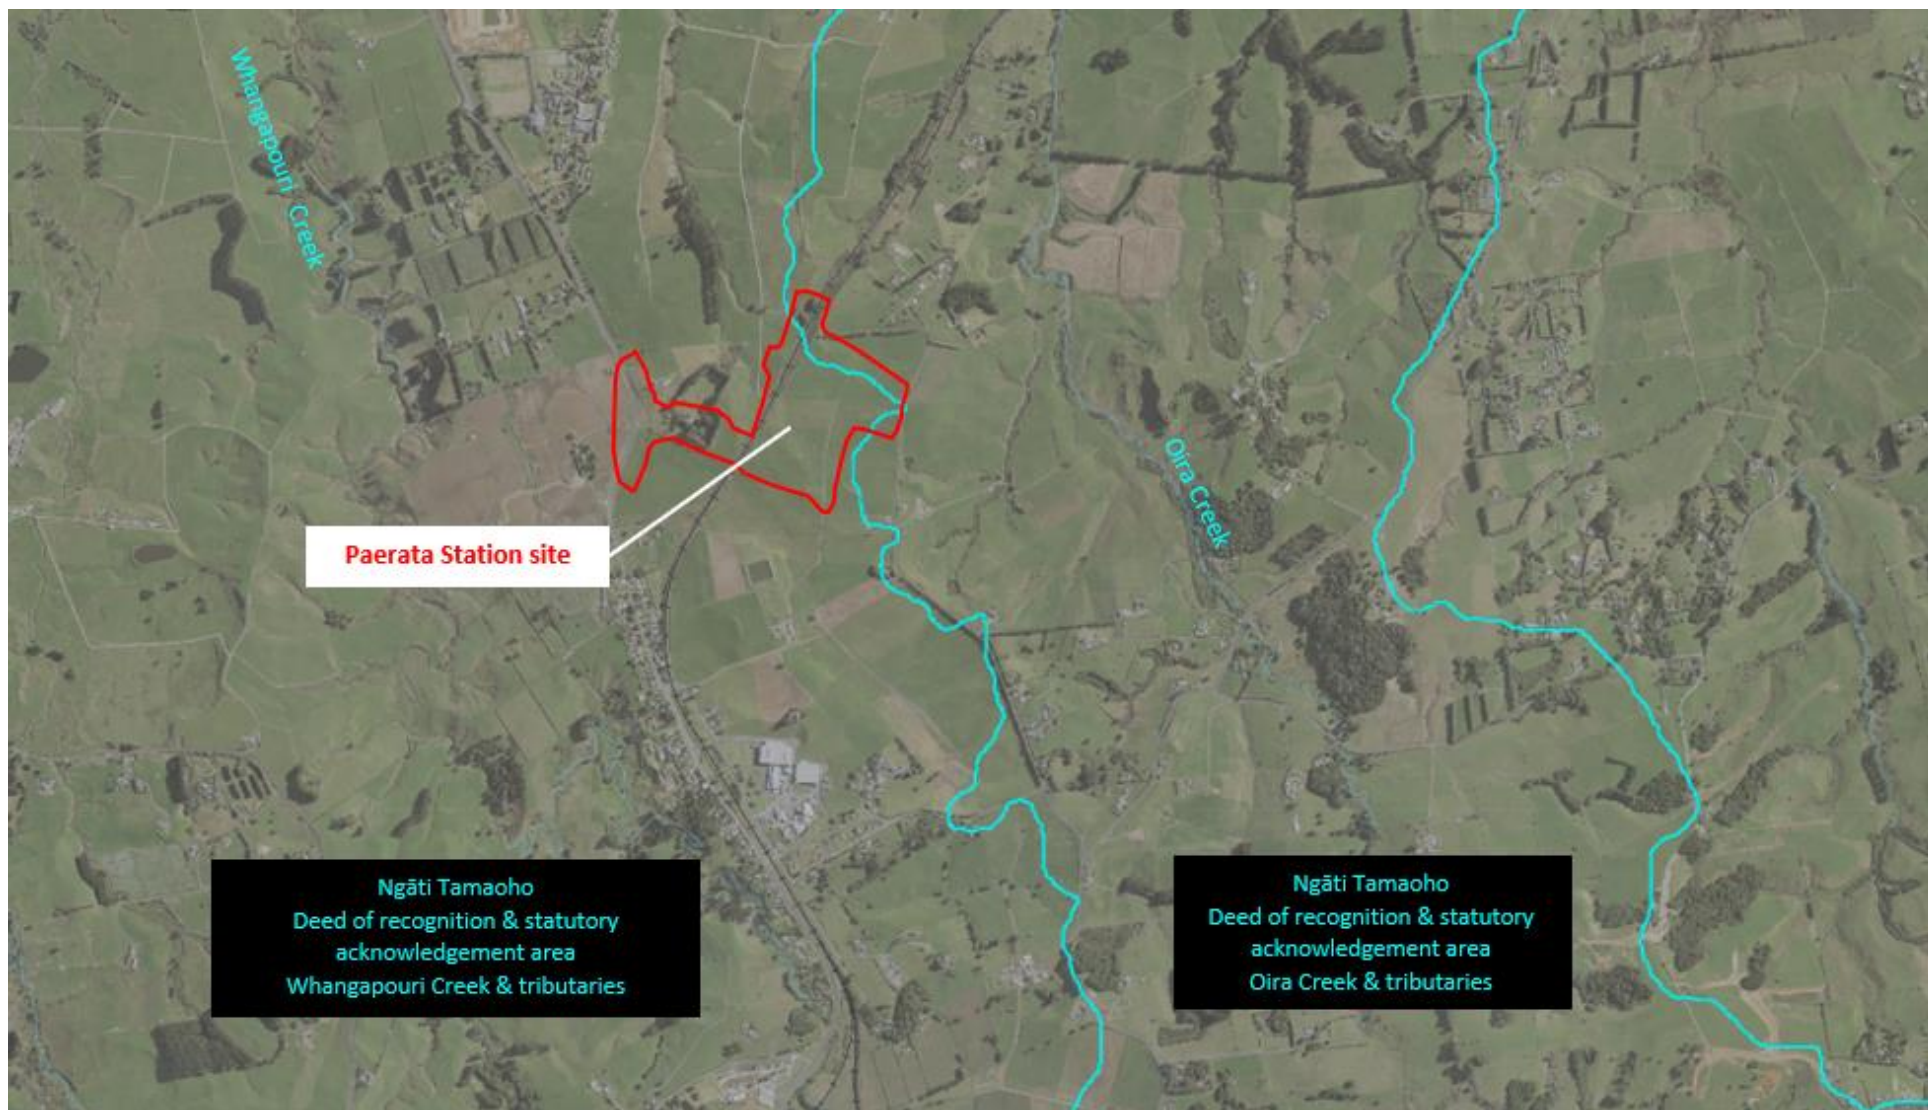 Whangapouri Creek
Oira Creek
Paerata Station site
Ngāti Tamaoho
Deed of recognition & statutory
acknowledgement area
Whangapouri Creek & tributaries
Ngāti Tamaoho
Deed of recognition & statutory
acknowledgement area
Oira Creek & tributaries